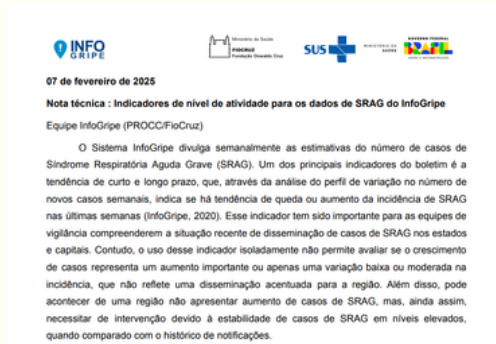 INFO
GRIPE
Ministério da Saúde
FIOCRUZ
Fundação Oswaldo Cruz
SUS
MINISTÉRIO DA
SAÚDE
GOVERNO FEDERAL
BRASIL
UNIÃO E RECONSTRUÇÃO
07 de fevereiro de 2025
Nota técnica : Indicadores de nível de atividade para os dados de SRAG do InfoGripe
Equipe InfoGripe (PROCC/FioCruz)
O Sistema InfoGripe divulga semanalmente as estimativas do número de casos de
Síndrome Respiratória Aguda Grave (SRAG). Um dos principais indicadores do boletim é a
tendência de curto e longo prazo, que, através da análise do perfil de variação no número de
novos casos semanais, indica se há tendência de queda ou aumento da incidência de SRAG
nas últimas semanas (InfoGripe, 2020). Esse indicador tem sido importante para as equipes de
vigilância compreenderem a situação recente de disseminação de casos de SRAG nos estados
e capitais. Contudo, o uso desse indicador isoladamente não permite avaliar se o crescimento
de casos representa um aumento importante ou apenas uma variação baixa ou moderada na
incidência, que não reflete uma disseminação acentuada para a região. Além disso, pode
acontecer de uma região não apresentar aumento de casos de SRAG, mas, ainda assim,
necessitar de intervenção devido à estabilidade de casos de SRAG em níveis elevados,
quando comparado com o histórico de notificações.